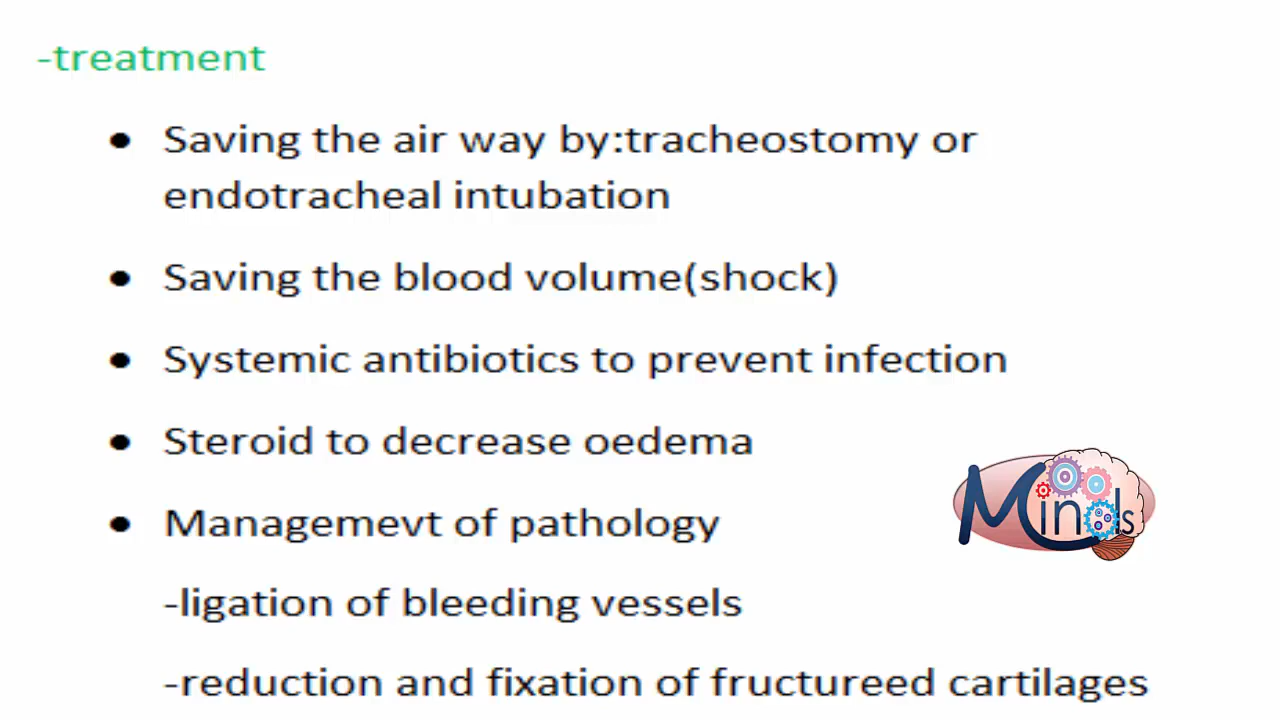 -treatment
• Saving the air way by:tracheostomy or
endotracheal intubation
• Saving the blood volume(shock)
• Systemic antibiotics to prevent infection
• Steroid to decrease oedema
• Managemevt of pathology
-ligation of bleeding vessels
-reduction and fixation of fructureed cartilages
Minds